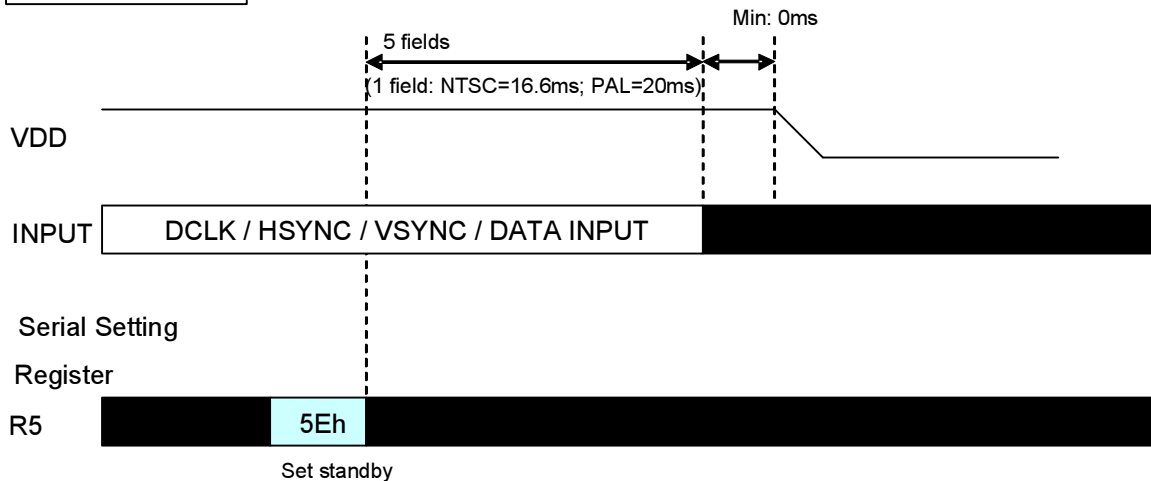 Min: 0ms
5 fields
(1 field: NTSC=16.6ms; PAL=20ms)
VDD
INPUT
DCLK / HSYNC / VSYNC / DATA INPUT
Serial Setting
Register
R5
5Eh
Set standby